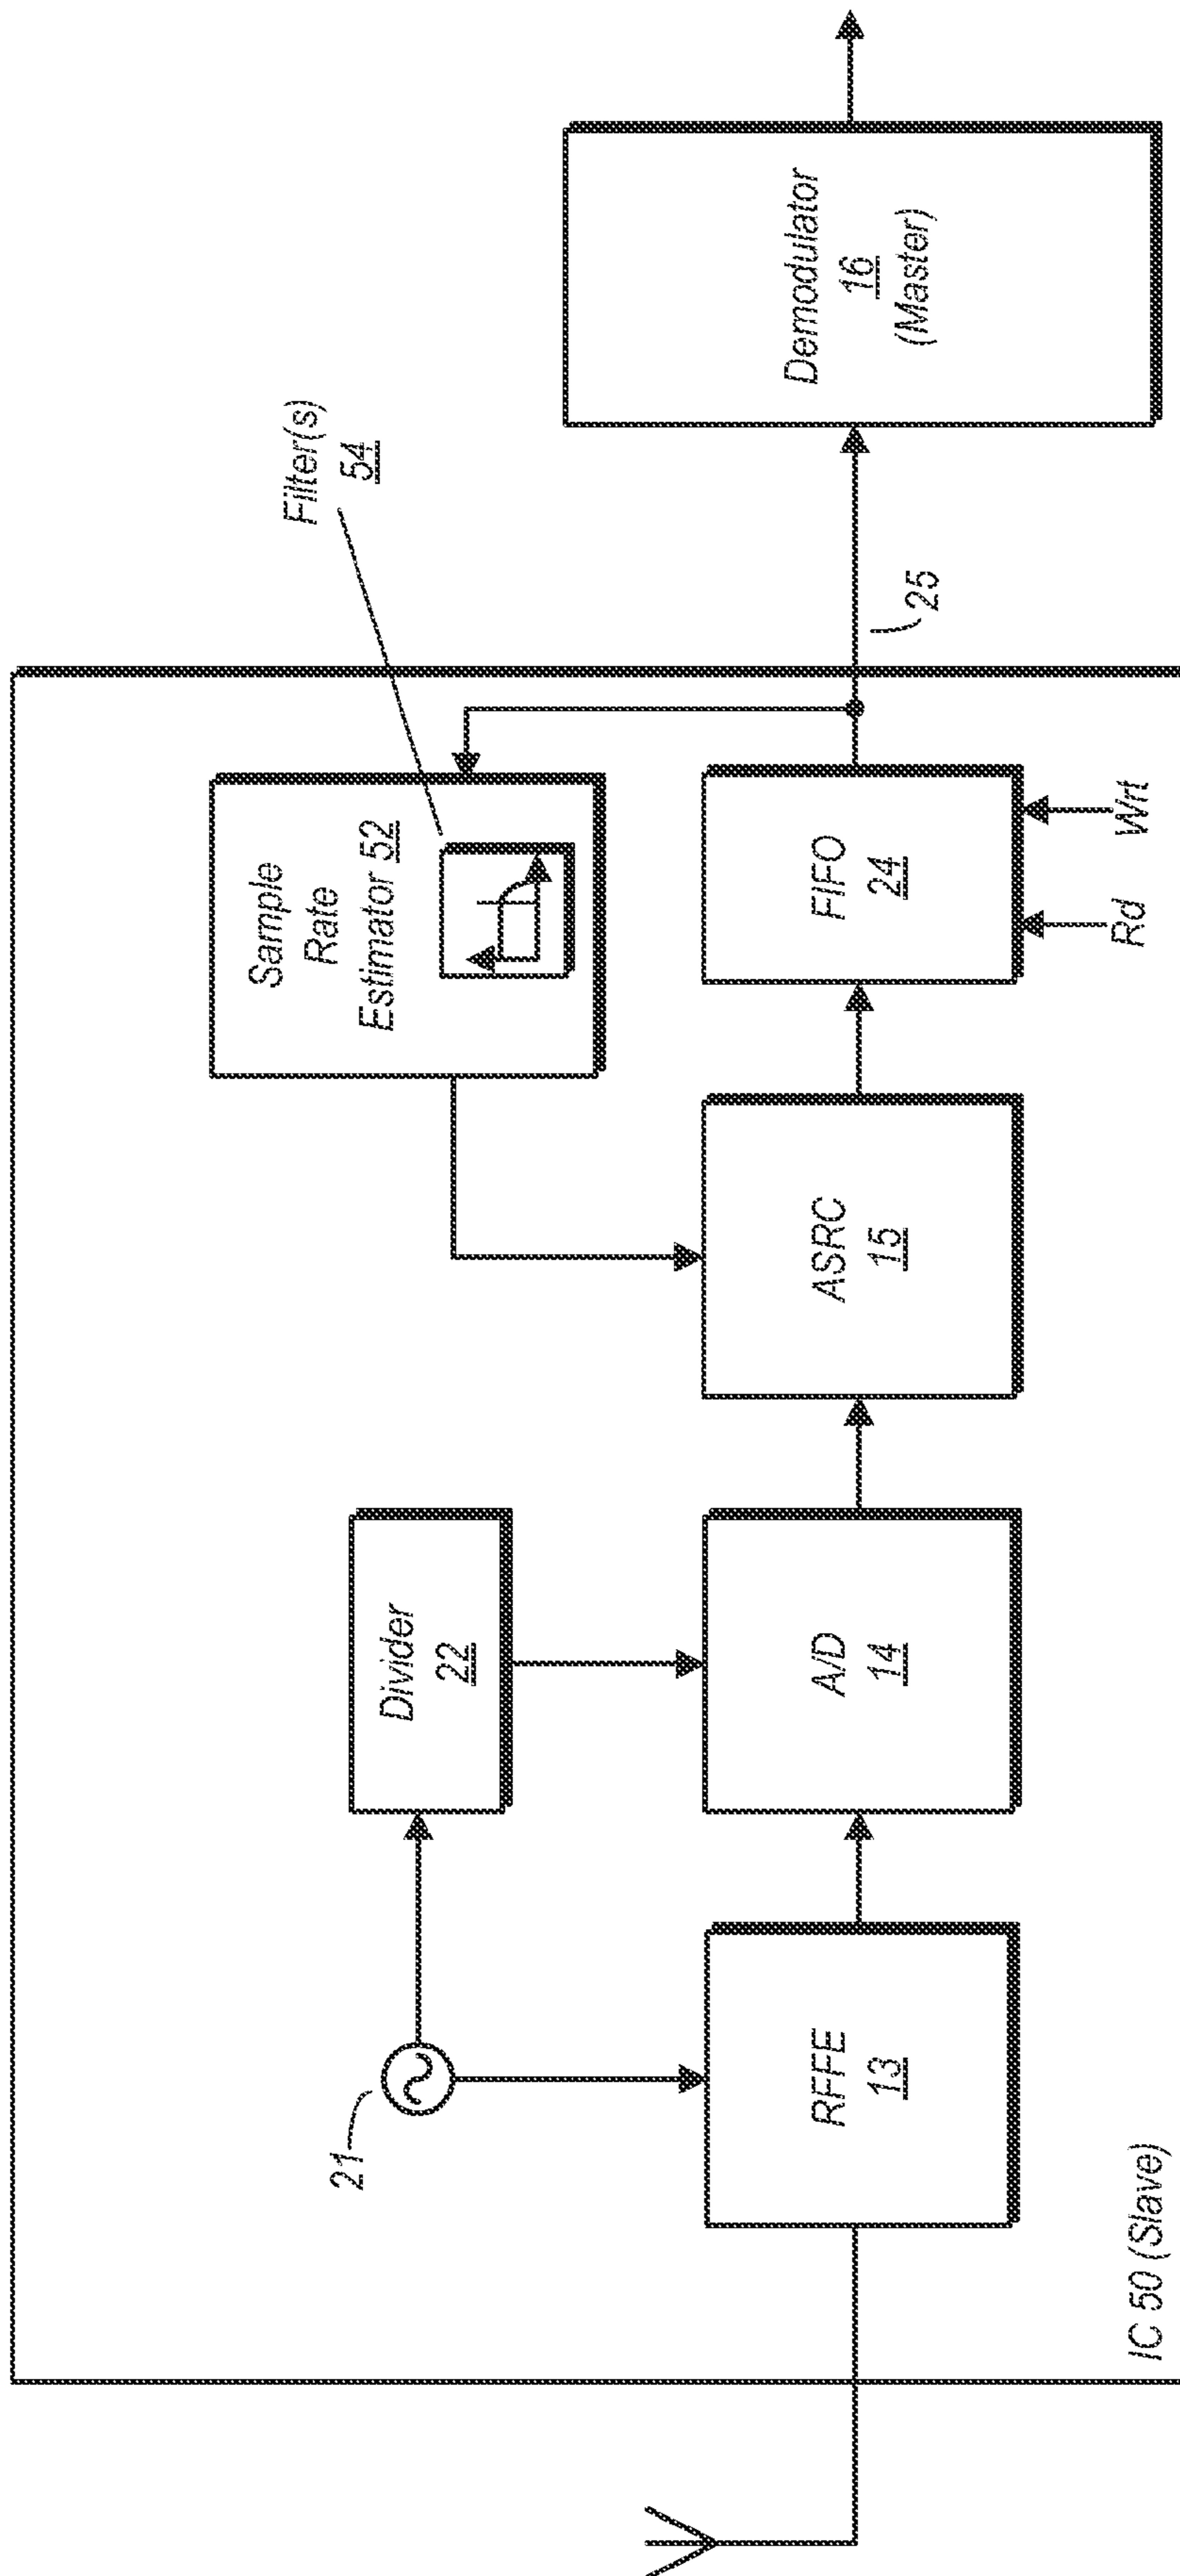 21
Divider
22
Sample
Rate
Estimator 52
Filter(s)
54
RFFE
13
A/D
14
ASRC
15
FIFO
24
Rd
Wrt
25
Demodulator
16
(Master)
IC 50 (Slave)